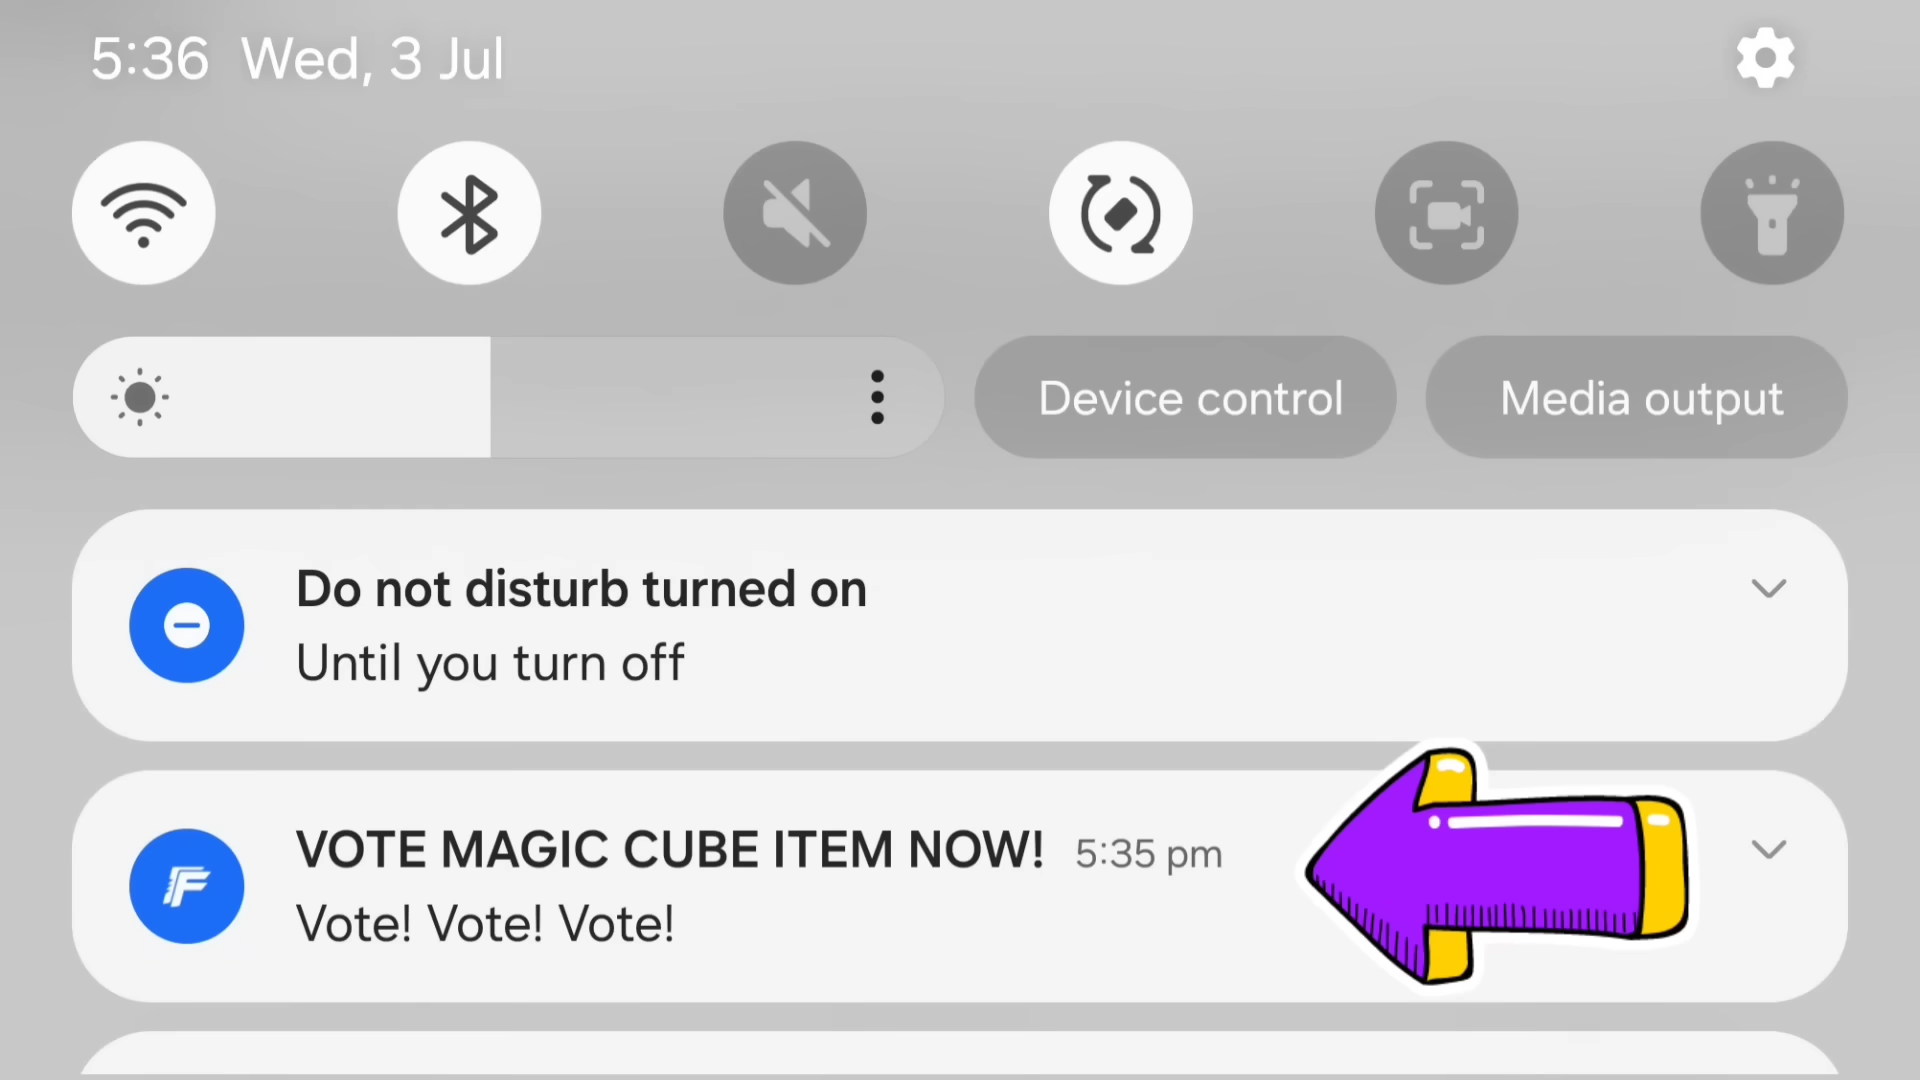 5:36 Wed, 3 Jul
Device control
Media output
Do not disturb turned on
Until you turn off
VOTE MAGIC CUBE ITEM NOW! 5:35 pm
Vote! Vote! Vote!